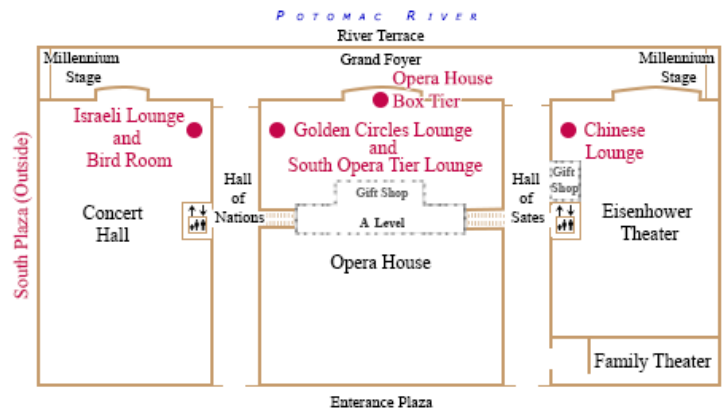 POTOMAC RIVER
River Terrace
Millennium
Stage
Grand Foyer
Millennium
Stage
Opera House
Box Tier
Israeli Lounge
and
Bird Room
Golden Circles Lounge
and
South Opera Tier Lounge
Chinese
Lounge
South Plaza (Outside)
Concert
Hall
Hall
of
Nations
Gift Shop
A Level
Opera House
Hall
of
Sates
Gift
Shop
Eisenhower
Theater
Family Theater
Entrance Plaza